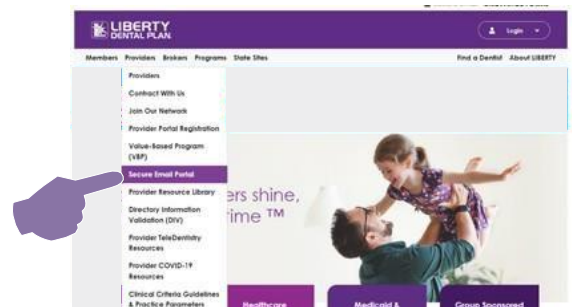 LIBERTY
DENTAL PLAN
Login
Members Providers Brokers Programs State Sites
Find a Dentist About LIBERTY
Providers
Contract With Us
Join Our Network
Provider Portal Registration
Value-Based Program
(VBP)
Secure Email Portal
Provider Resource Library
Directory Information
Validation (DIV)
Provider TeleDentistry
Resources
Provider COVID-19
Resources
Clinical Criteria Guidelines
& Practice Parameters
ers shine,
ime ™
Healthcare
Medicaid &
Group Sponsored